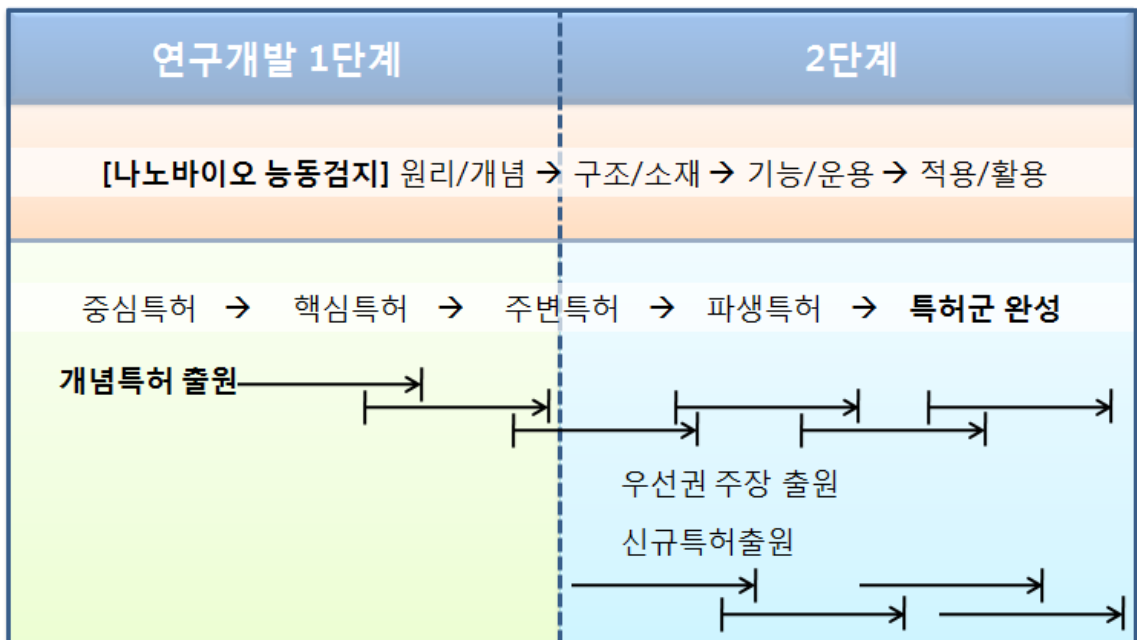 연구개발 1단계
2단계
[나노바이오 능동검지] 원리/개념 → 구조/소재 → 기능/운용 → 적용/활용
중심특허 → 핵심특허 → 주변특허 → 파생특허 → 특허군 완성
개념특허 출원
우선권 주장 출원
신규특허출원